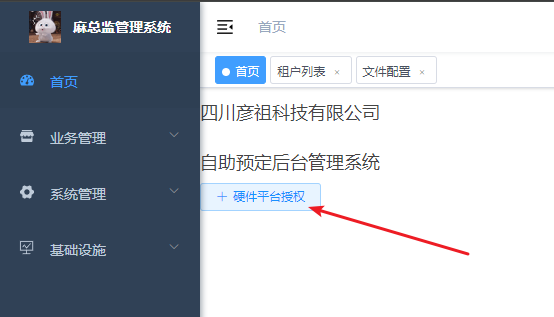 麻总监管理系统
首页
首页
首页
租户列表 ×
文件配置 ×
业务管理
系统管理
基础设施
四川彦祖科技有限公司
自助预定后台管理系统
+ 硬件平台授权